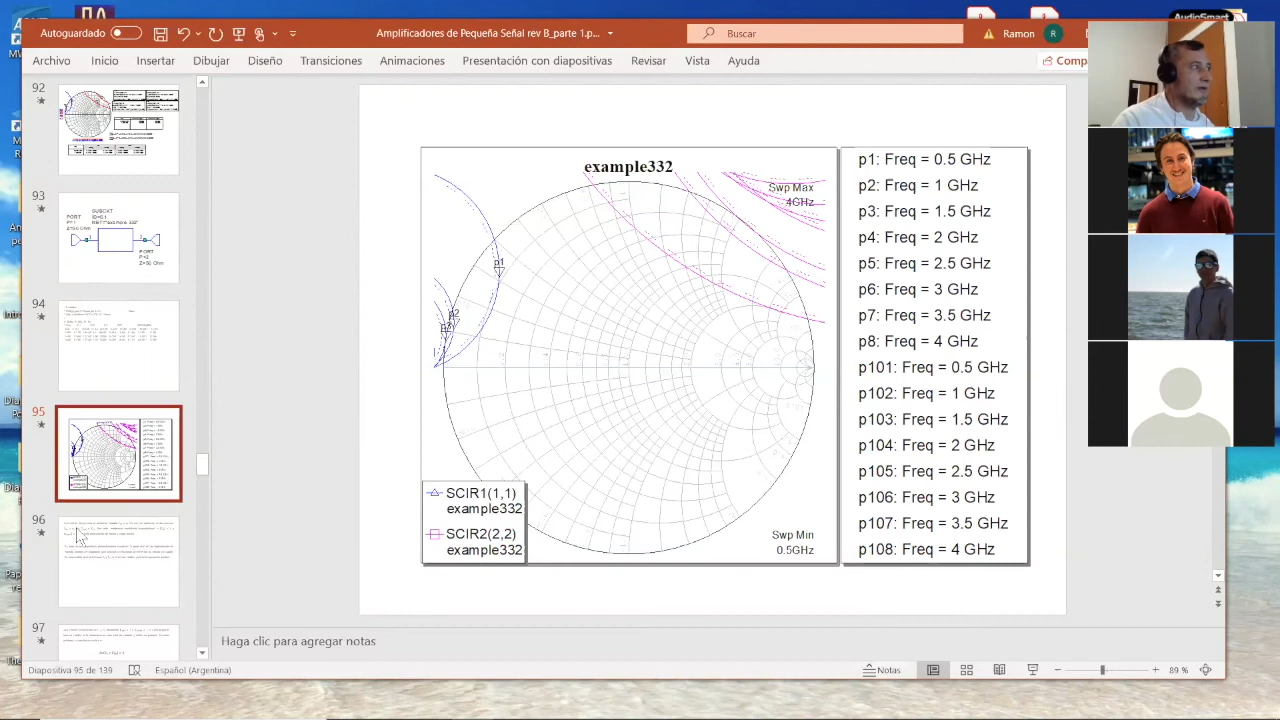 AudioSmart
Autoguardado
Amplificadores de Pequeña Señal rev B_parte 1.p...
Buscar
Ramon
R
Archivo
Inicio
Insertar
Dibujar
Diseño
Transiciones
Animaciones
Presentación con diapositivas
Revisar
Vista
Ayuda
Compa
92
93
SUBCKT
PORT
PORT
94
95
96
97
example332
Swp Max
4GHz
p1
SCIR1(1,1)
example332
SCIR2(2,2)
example332
Swp Min
0.5GHz
p1: Freq = 0.5 GHz
p2: Freq = 1 GHz
p3: Freq = 1.5 GHz
p4: Freq = 2 GHz
p5: Freq = 2.5 GHz
p6: Freq = 3 GHz
p7: Freq = 3.5 GHz
p8: Freq = 4 GHz
p101: Freq = 0.5 GHz
p102: Freq = 1 GHz
p103: Freq = 1.5 GHz
p104: Freq = 2 GHz
p105: Freq = 2.5 GHz
p106: Freq = 3 GHz
p107: Freq = 3.5 GHz
p108: Freq = 4 GHz
Haga clic para agregar notas
Diapositiva 95 de 139
Español (Argentina)
Notas
89 %